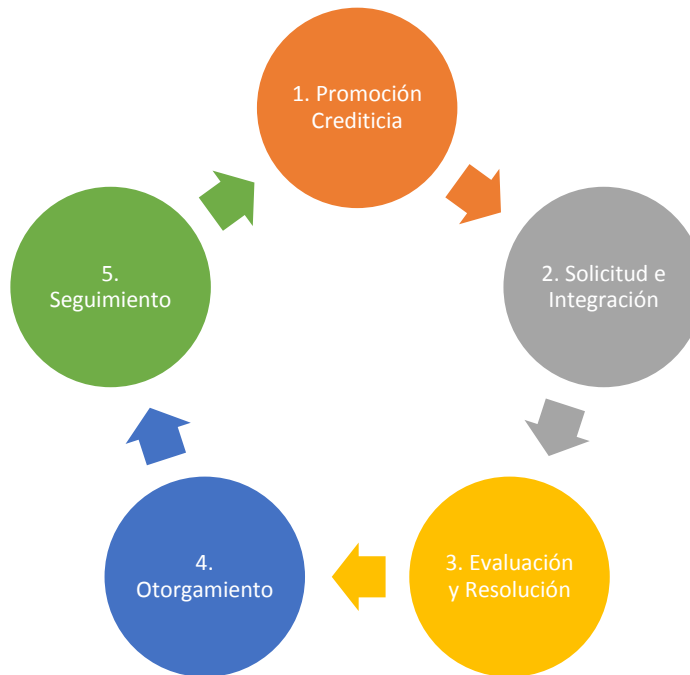 1. Promoción
Crediticia
2. Solicitud e
Integración
3. Evaluación
y Resolución
4.
Otorgamiento
5.
Seguimiento